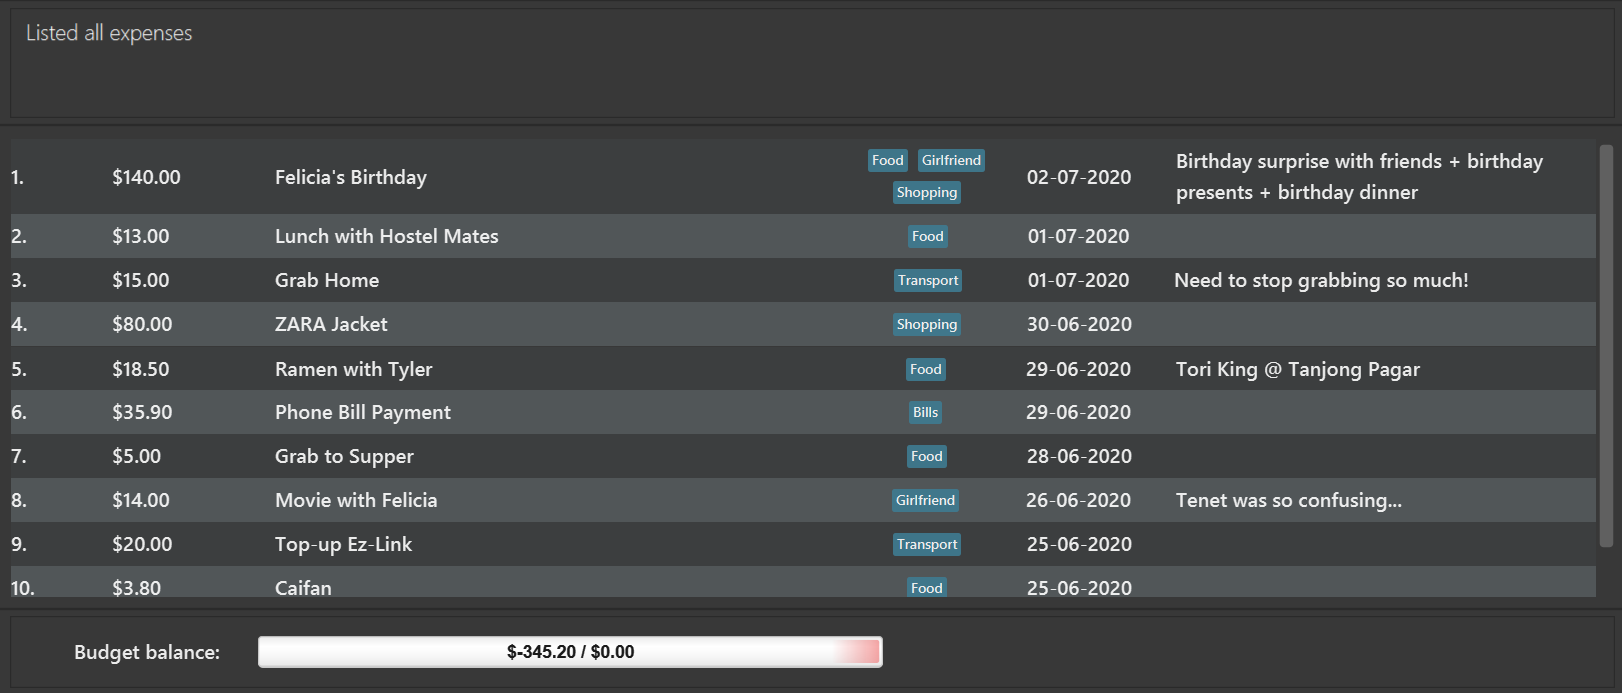 Listed all expenses
1. $140.00 Felicia's Birthday Food Girlfriend Shopping 02-07-2020 Birthday surprise with friends + birthday presents + birthday dinner
2. $13.00 Lunch with Hostel Mates Food 01-07-2020
3. $15.00 Grab Home Transport 01-07-2020 Need to stop grabbing so much!
4. $80.00 ZARA Jacket Shopping 30-06-2020
5. $18.50 Ramen with Tyler Food 29-06-2020 Tori King @ Tanjong Pagar
6. $35.90 Phone Bill Payment Bills 29-06-2020
7. $5.00 Grab to Supper Food 28-06-2020
8. $14.00 Movie with Felicia Girlfriend 26-06-2020 Tenet was so confusing...
9. $20.00 Top-up Ez-Link Transport 25-06-2020
10. $3.80 Caifan Food 25-06-2020
Budget balance: $-345.20 / $0.00